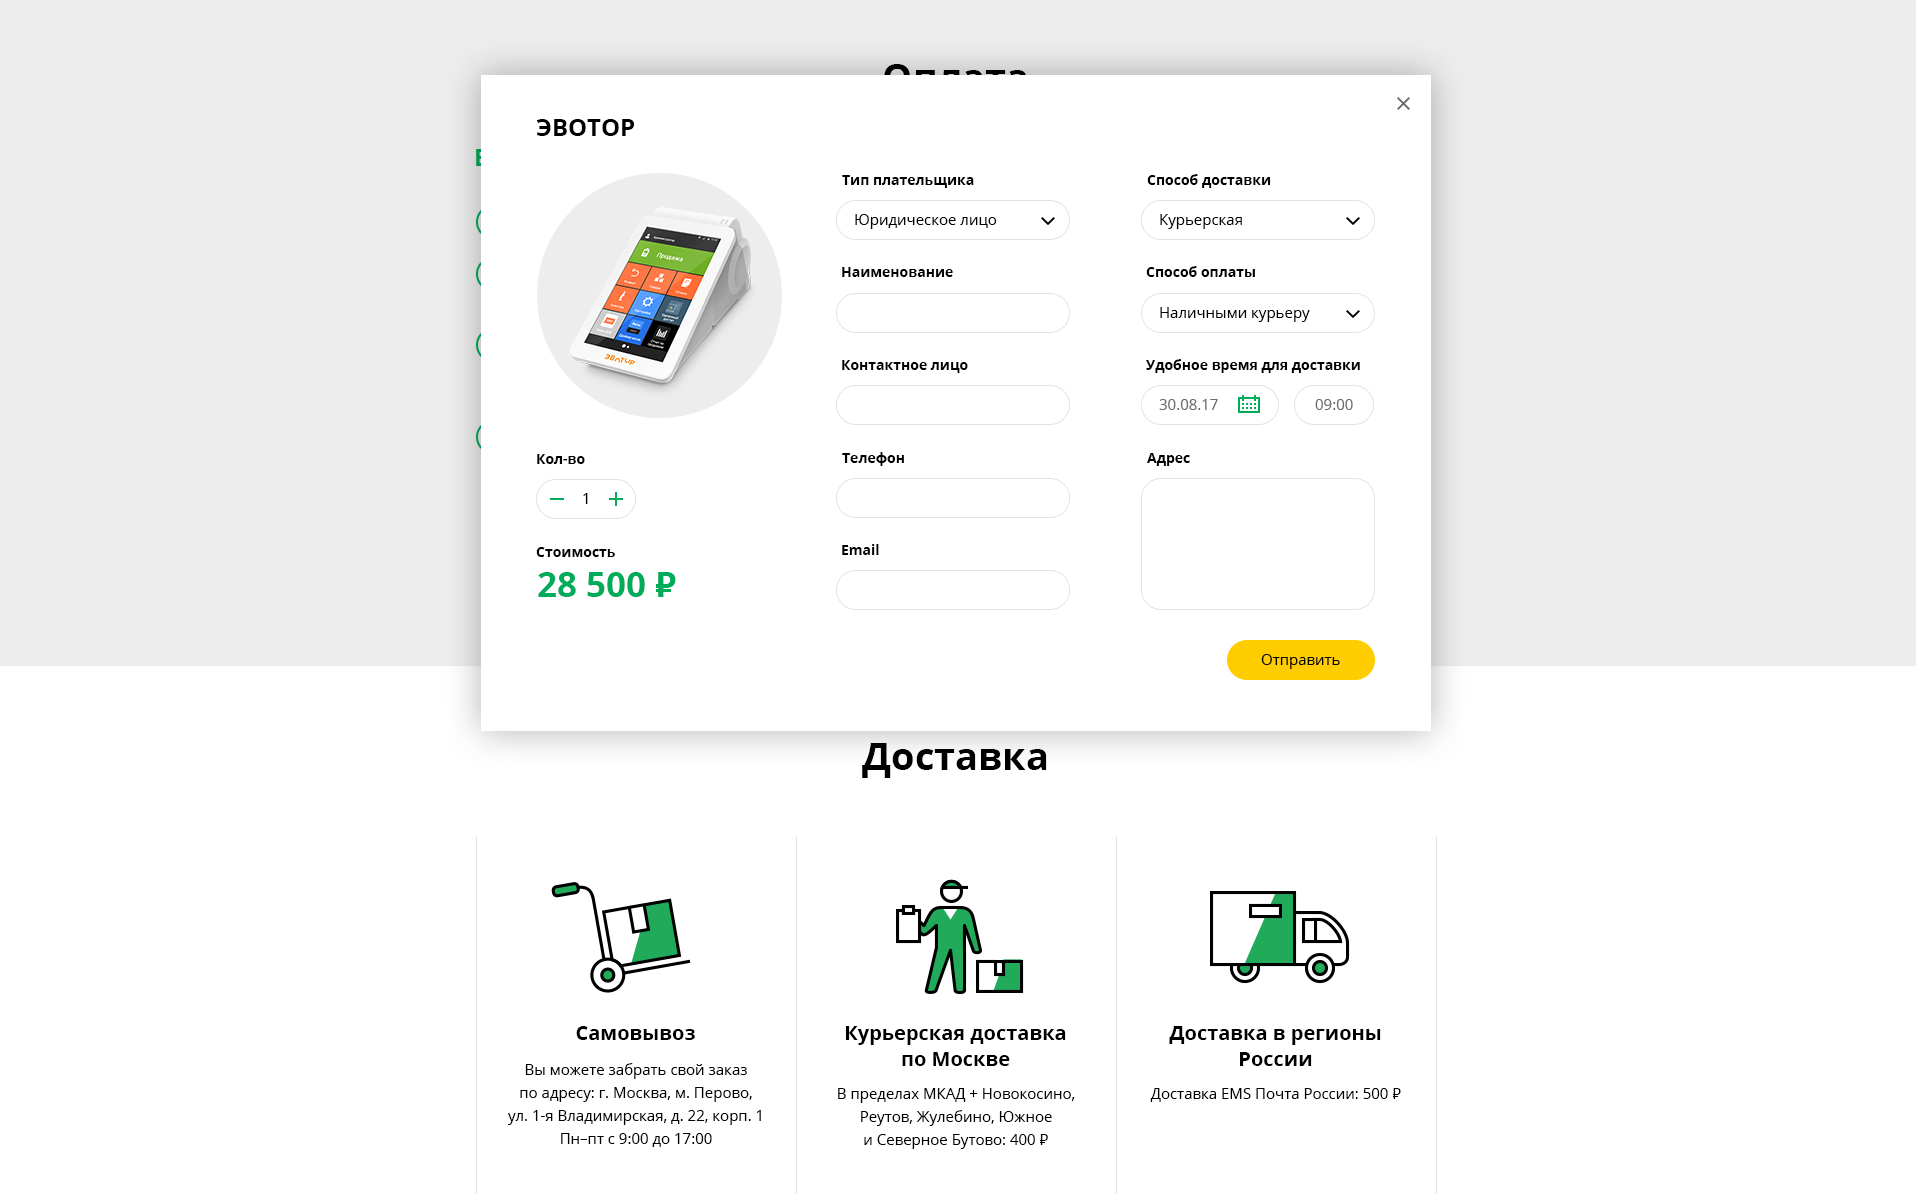 Оплата
ЭВОТОР
Продажа
эвотор
Кол-во
1
Стоимость
28 500 ₽
Тип плательщика
Юридическое лицо
Наименование
Контактное лицо
Телефон
Email
Способ доставки
Курьерская
Способ оплаты
Наличными курьеру
Удобное время для доставки
30.08.17
09:00
Адрес
Отправить
Доставка
Самовывоз
Вы можете забрать свой заказ
по адресу: г. Москва, м. Перово,
ул. 1-я Владимирская, д. 22, корп. 1
Пн–пт с 9:00 до 17:00
Курьерская доставка
по Москве
В пределах МКАД + Новокосино,
Реутов, Жулебино, Южное
и Северное Бутово: 400 ₽
Доставка в регионы
России
Доставка EMS Почта России: 500 ₽